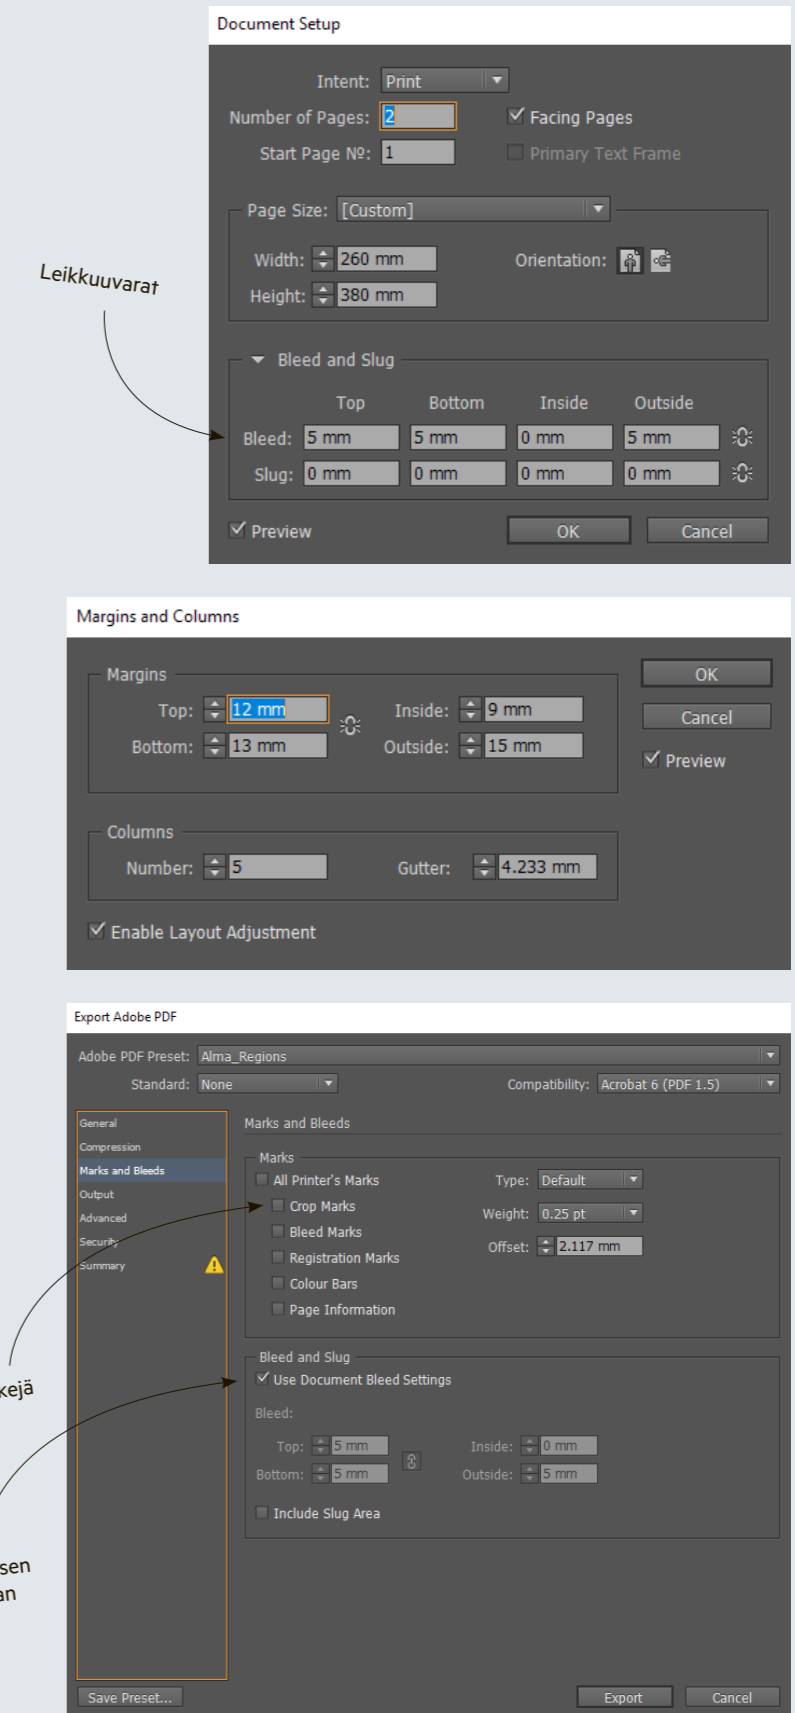 Document Setup
Intent: Print
Number of Pages: 2 Facing Pages
Start Page Nº: 1 Primary Text Frame
Page Size: [Custom]
Width: 260 mm Orientation:
Height: 380 mm
Leikkuuvarat
Bleed and Slug
Top Bottom Inside Outside
Bleed: 5 mm 5 mm 0 mm 5 mm
Slug: 0 mm 0 mm 0 mm 0 mm
Preview OK Cancel
Margins and Columns
Margins OK
Top: 12 mm Inside: 9 mm Cancel
Bottom: 13 mm Outside: 15 mm Preview
Columns
Number: 5 Gutter: 4.233 mm
Enable Layout Adjustment
Export Adobe PDF
Adobe PDF Preset: Alma_Regions
Standard: None Compatibility: Acrobat 6 (PDF 1.5)
General
Compression
Marks and Bleeds
Output
Advanced
Security
Summary
Marks and Bleeds
Marks
All Printer's Marks Type: Default
Crop Marks Weight: 0.25 pt
Bleed Marks
Registration Marks Offset: 2.117 mm
Colour Bars
Page Information
Bleed and Slug
Use Document Bleed Settings
Bleed:
Top: 5 mm Inside: 0 mm
Bottom: 5 mm Outside: 5 mm
Include Slug Area
kejä
sen
an
Save Preset... Export Cancel